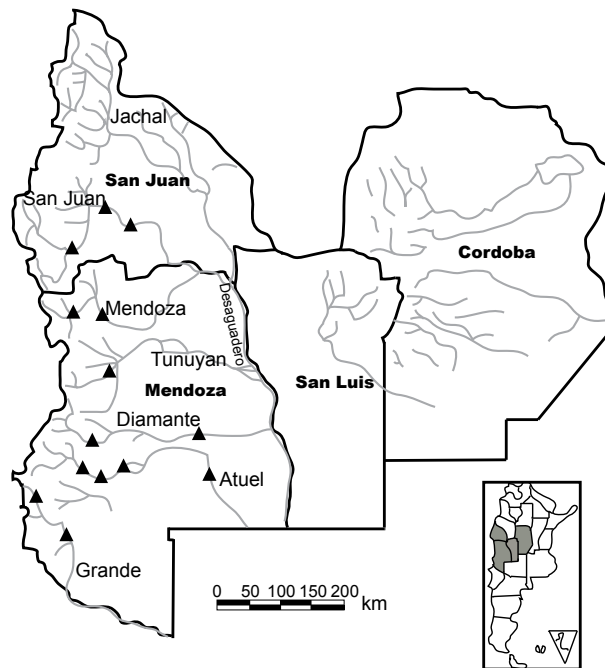 Jachal
San Juan
San Juan
Cordoba
Desaguadero
Mendoza
Tunuyan
Mendoza
San Luis
Diamante
Atuel
Grande
0 50 100 150 200
km